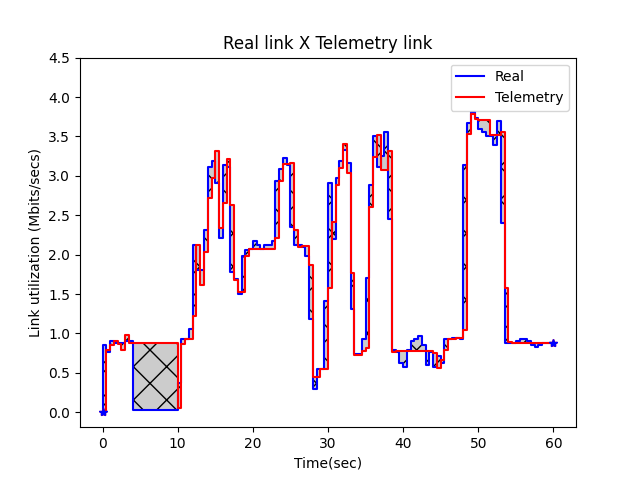 Real link X Telemetry link
Real
Telemetry
Link utilization (Mbits/secs)
4.5
4.0
3.5
3.0
2.5
2.0
1.5
1.0
0.5
0.0
0 10 20 30 40 50 60
Time(sec)